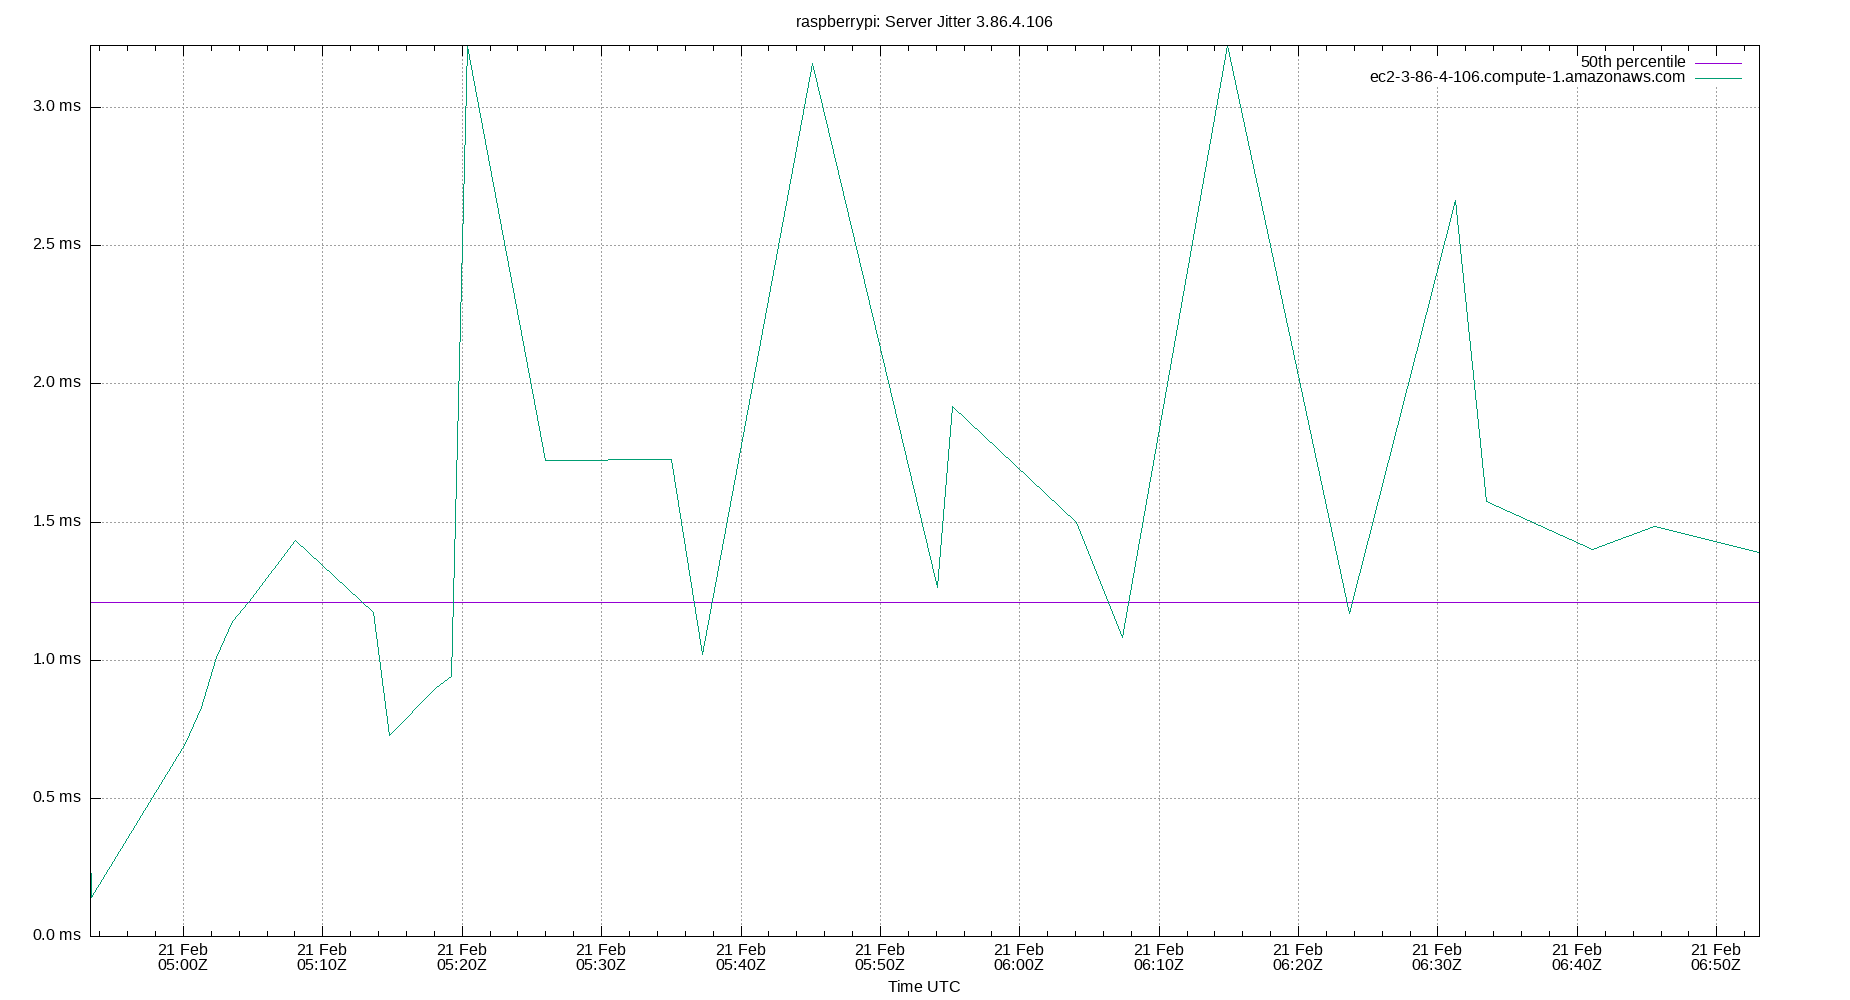 raspberrypi: Server Jitter 3.86.4.106
50th percentile
ec2-3-86-4-106.compute-1.amazonaws.com
3.0 ms
2.5 ms
2.0 ms
1.5 ms
1.0 ms
0.5 ms
0.0 ms
21 Feb 21 Feb 21 Feb 21 Feb 21 Feb 21 Feb 21 Feb 21 Feb 21 Feb 21 Feb 21 Feb 21 Feb
05:00Z 05:10Z 05:20Z 05:30Z 05:40Z 05:50Z 06:00Z 06:10Z 06:20Z 06:30Z 06:40Z 06:50Z
Time UTC